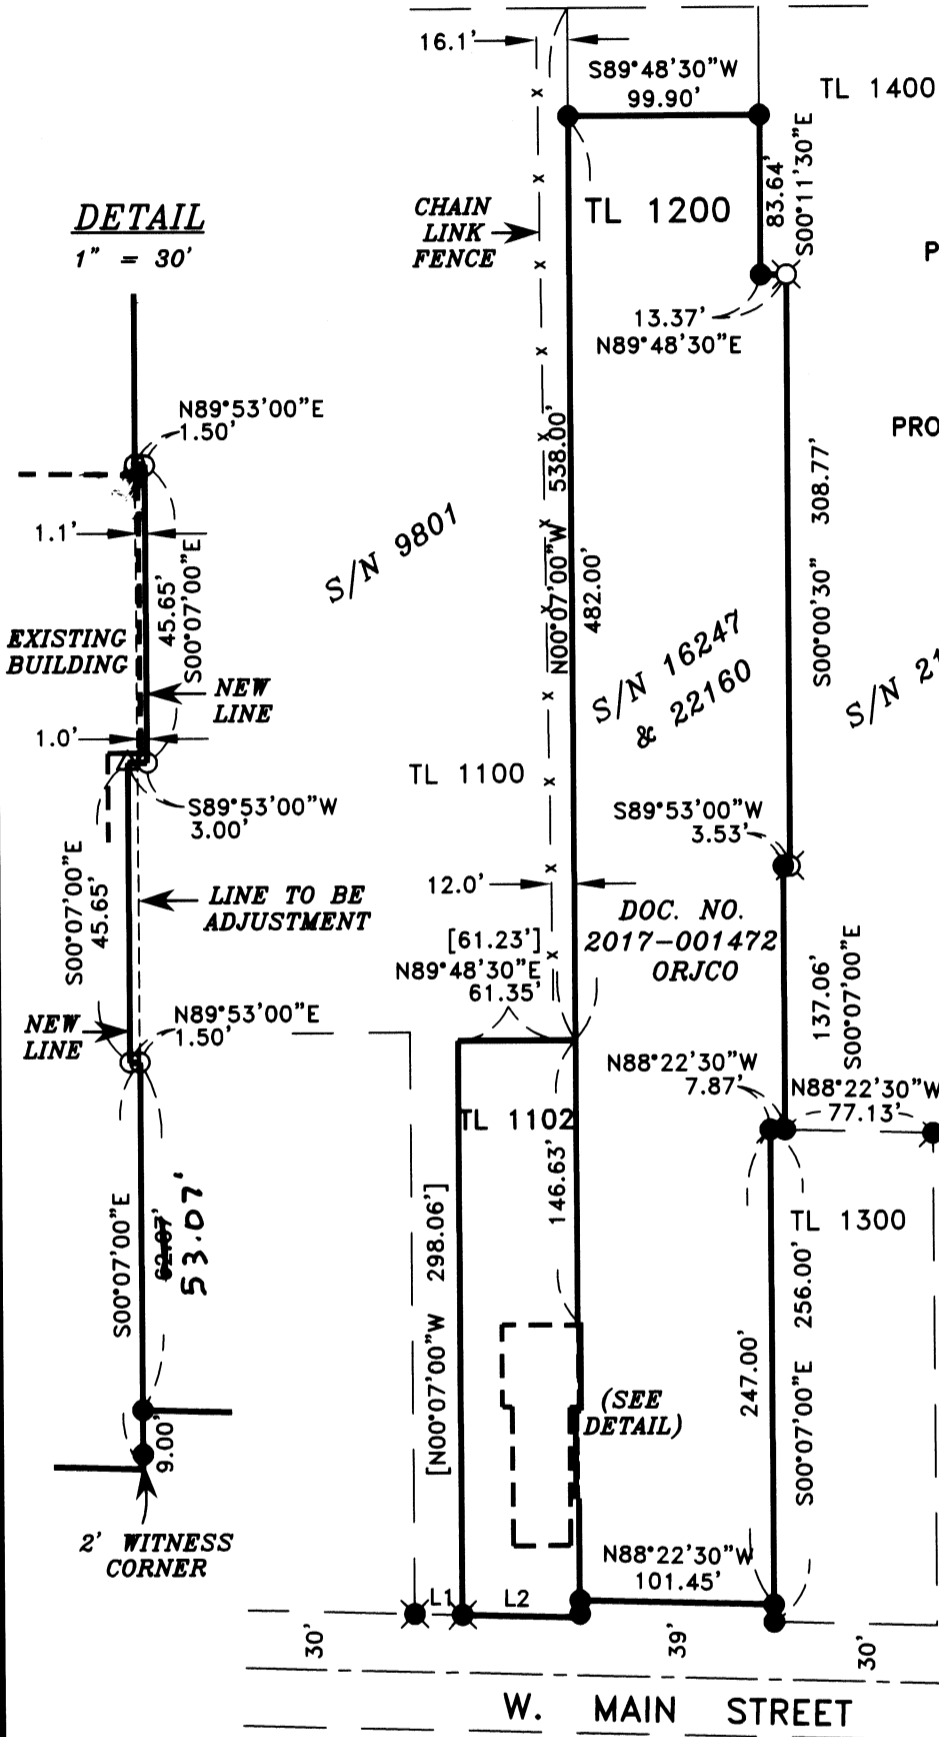 16.1'
S89°48'30"W
99.90'
TL 1400
83.64'
S00°11'30"E
DETAIL
1" = 30'
CHAIN
LINK
FENCE
TL 1200
P
13.37'
N89°48'30"E
N89°53'00"E
1.50'
PRO
N00°07'00"W 538.00'
482.00'
S00°00'30" 308.77'
1.1'
S/N 9801
45.65'
S00°07'00"E
EXISTING
BUILDING
NEW
LINE
S/N 16247
& 22160
S/N 21
1.0'
TL 1100
S89°53'00"W
3.00'
S89°53'00"W
3.53'
S00°07'00"E
45.65'
LINE TO BE
ADJUSTMENT
12.0'
DOC. NO.
2017-001472
ORJCO
[61.23']
N89°48'30"E
61.35'
137.06'
S00°07'00"E
NEW
LINE
N89°53'00"E
1.50'
N88°22'30"W
7.87'
N88°22'30"W
77.13'
TL 1102
146.63'
TL 1300
S00°07'00"E
62.07'
53.07'
[N00°07'00"W 298.06']
247.00'
S00°07'00"E 256.00'
(SEE
DETAIL)
9.00'
2' WITNESS
CORNER
N88°22'30"W
101.45'
L1
L2
30'
39'
30'
W. MAIN STREET